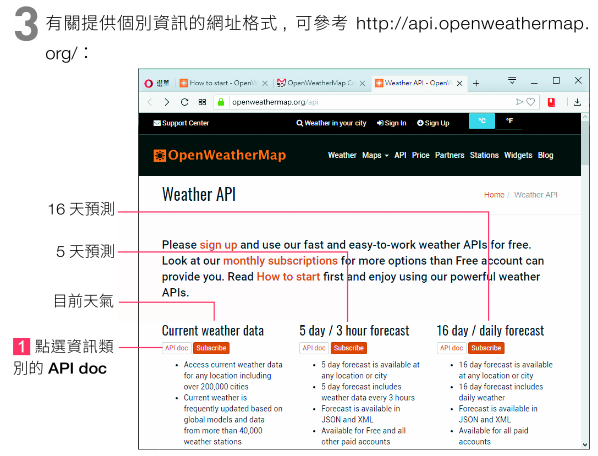 3 有關提供個別資訊的網址格式,可參考 http://api.openweathermap.
org/:
選單
How to start - OpenW
OpenWeatherMap C
Weather API - OpenV
openweathermap.org/api
Support Center
Weather in your city
Sign In
Sign Up
°C
°F
OpenWeatherMap
Weather Maps API Price Partners Stations Widgets Blog
Weather API
Home / Weather API
16 天預測
5 天預測
目前天氣
1 點選資訊類
別的 API doc
Please sign up and use our fast and easy-to-work weather APIs for free.
Look at our monthly subscriptions for more options than Free account can
provide you. Read How to start first and enjoy using our powerful weather
APIs.
Current weather data
API doc Subscribe
• Access current weather data
for any location including
over 200,000 cities
• Current weather is
frequently updated based on
global models and data
from more than 40,000
weather stations
5 day / 3 hour forecast
API doc Subscribe
• 5 day forecast is available at
any location or city
• 5 day forecast includes
weather data every 3 hours
• Forecast is available in
JSON and XML
• Available for Free and all
other paid accounts
16 day / daily forecast
API doc Subscribe
• 16 day forecast is available
at any location or city
• 16 day forecast includes
daily weather
• Forecast is available in
JSON and XML
• Available for all paid
accounts